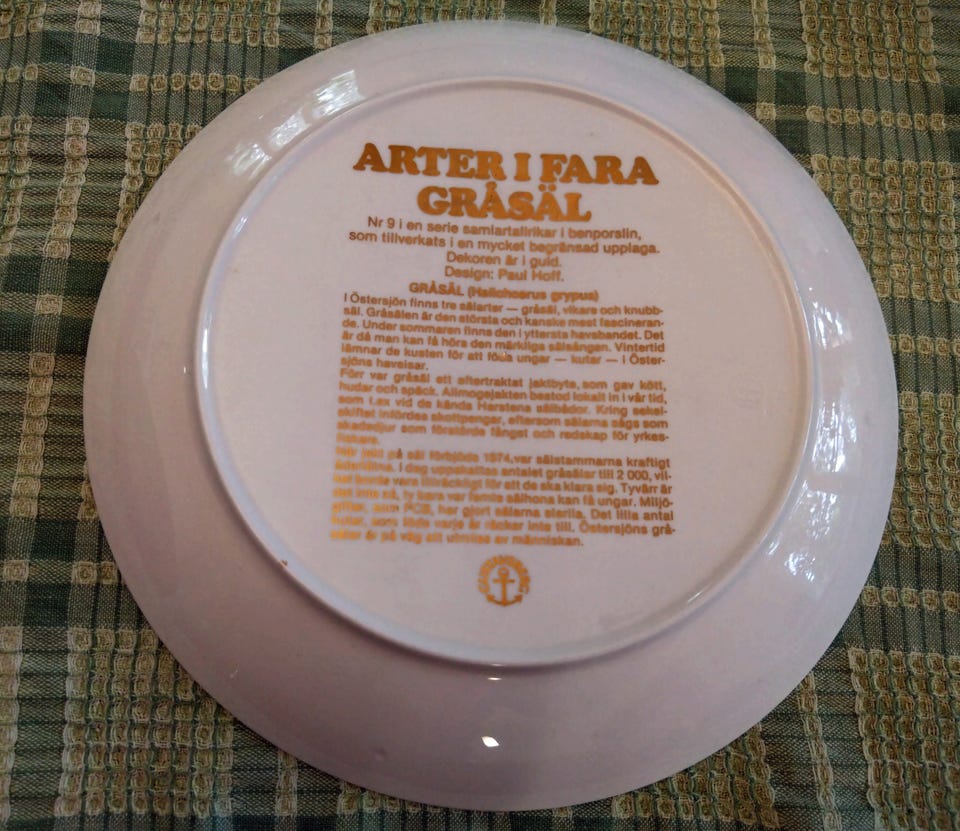 ARTER I FARA
GRÅSÄL
Nr 9 i en serie samlartallrikar i benporslin,
som tillverkats i en mycket begränsad upplaga.
Dekoren är i guld.
Design: Paul Hoff.
GRÅSÄL (Halichoerus grypus)
I Östersjön finns tre sälarter — gråsäl, vikare och knubb-
säl. Gråsälen är den största och kanske mest fascineran-
de. Under sommaren finns den i yttersta havsbandet. Det
är då man kan få höra den märkliga sälsången. Vintertid
lämnar de kusten för att föda ungar — kutar — i Öster-
sjöns havsisar.
Förr var gråsäl ett eftertraktat jaktbyte, som gav kött,
hudar och späck. Allmogejakten bestod lokalt in i vår tid,
som t.ex vid de kända Harstena sälbådor. Kring sekel-
skiftet infördes skottpengar, eftersom sälarna sågs som
skadedjur som förstörde fångst och redskap för yrkes-
fiskare.
jakt på säl förbjöds 1974, var sälstammarna kraftigt
I dag uppskattas antalet gråsälar till 2 000, vil-
ket borde vara tillräckligt för att de ska klara sig. Tyvärr är
det inte så, ty bara var femte sälhona kan få ungar. Miljö-
gifter, som PCB, har gjort sälarna sterila. Det lilla antal
kutar, som föds varje år räcker inte till. Östersjöns grå-
sälar är på väg att utrotas av människan.